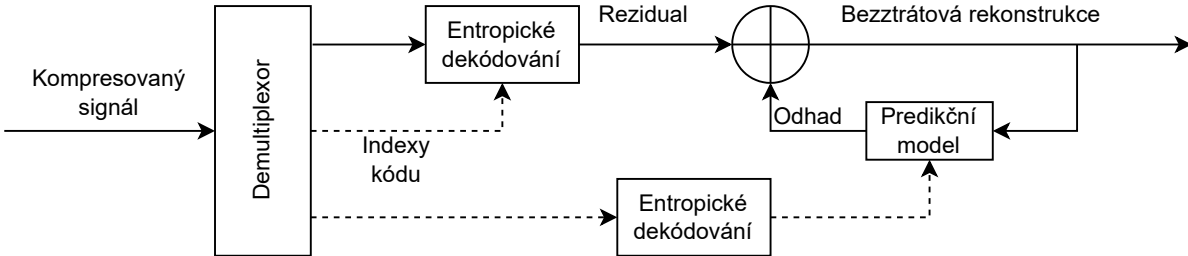 Kompresovaný
signál
Demultiplexor
Entropické
dekódování
Indexy
kódu
Rezidual
Bezztrátová rekonstrukce
Odhad
Predikční
model
Entropické
dekódování